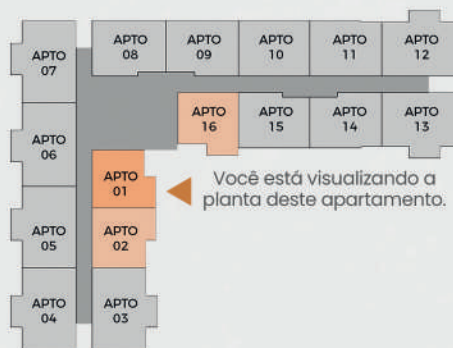 APTO
07
APTO
08
APTO
09
APTO
10
APTO
11
APTO
12
APTO
06
APTO
16
APTO
15
APTO
14
APTO
13
APTO
01
Você está visualizando a
planta deste apartamento.
APTO
05
APTO
02
APTO
04
APTO
03